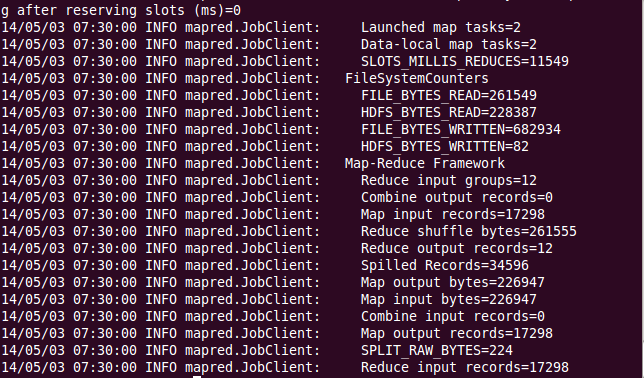 g after reserving slots (ms)=0
14/05/03 07:30:00 INFO mapred.JobClient:     Launched map tasks=2
14/05/03 07:30:00 INFO mapred.JobClient:     Data-local map tasks=2
14/05/03 07:30:00 INFO mapred.JobClient:     SLOTS_MILLIS_REDUCES=11549
14/05/03 07:30:00 INFO mapred.JobClient:   FileSystemCounters
14/05/03 07:30:00 INFO mapred.JobClient:     FILE_BYTES_READ=261549
14/05/03 07:30:00 INFO mapred.JobClient:     HDFS_BYTES_READ=228387
14/05/03 07:30:00 INFO mapred.JobClient:     FILE_BYTES_WRITTEN=682934
14/05/03 07:30:00 INFO mapred.JobClient:     HDFS_BYTES_WRITTEN=82
14/05/03 07:30:00 INFO mapred.JobClient:   Map-Reduce Framework
14/05/03 07:30:00 INFO mapred.JobClient:     Reduce input groups=12
14/05/03 07:30:00 INFO mapred.JobClient:     Combine output records=0
14/05/03 07:30:00 INFO mapred.JobClient:     Map input records=17298
14/05/03 07:30:00 INFO mapred.JobClient:     Reduce shuffle bytes=261555
14/05/03 07:30:00 INFO mapred.JobClient:     Reduce output records=12
14/05/03 07:30:00 INFO mapred.JobClient:     Spilled Records=34596
14/05/03 07:30:00 INFO mapred.JobClient:     Map output bytes=226947
14/05/03 07:30:00 INFO mapred.JobClient:     Map input bytes=226947
14/05/03 07:30:00 INFO mapred.JobClient:     Combine input records=0
14/05/03 07:30:00 INFO mapred.JobClient:     Map output records=17298
14/05/03 07:30:00 INFO mapred.JobClient:     SPLIT_RAW_BYTES=224
14/05/03 07:30:00 INFO mapred.JobClient:     Reduce input records=17298